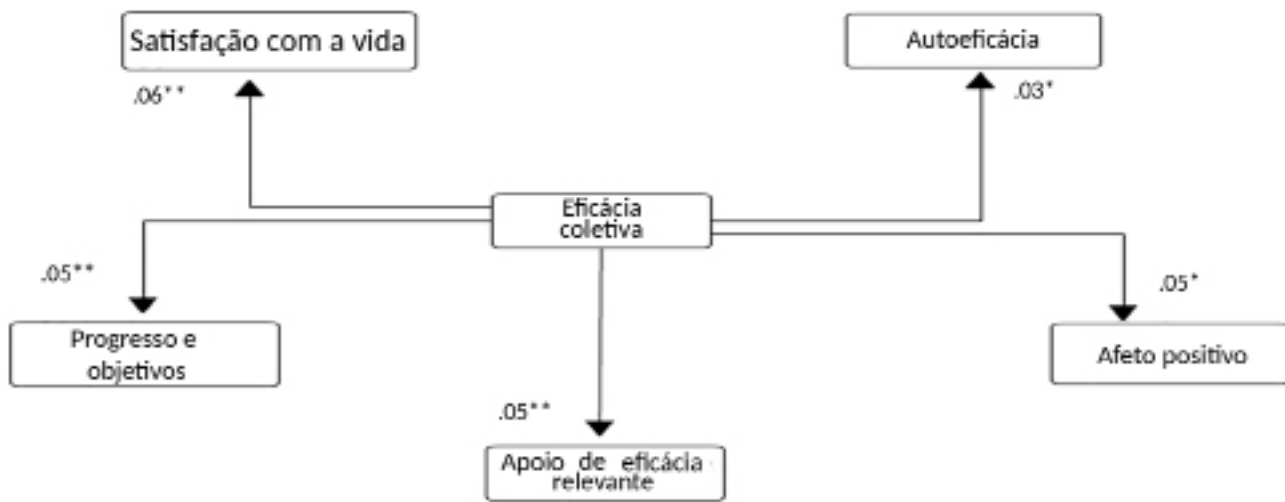 Satisfação com a vida
Autoeficácia
.06**
.03*
Eficácia
coletiva
.05**
.05*
Progresso e
objetivos
Afeto positivo
.05**
Apoio de eficácia
relevante